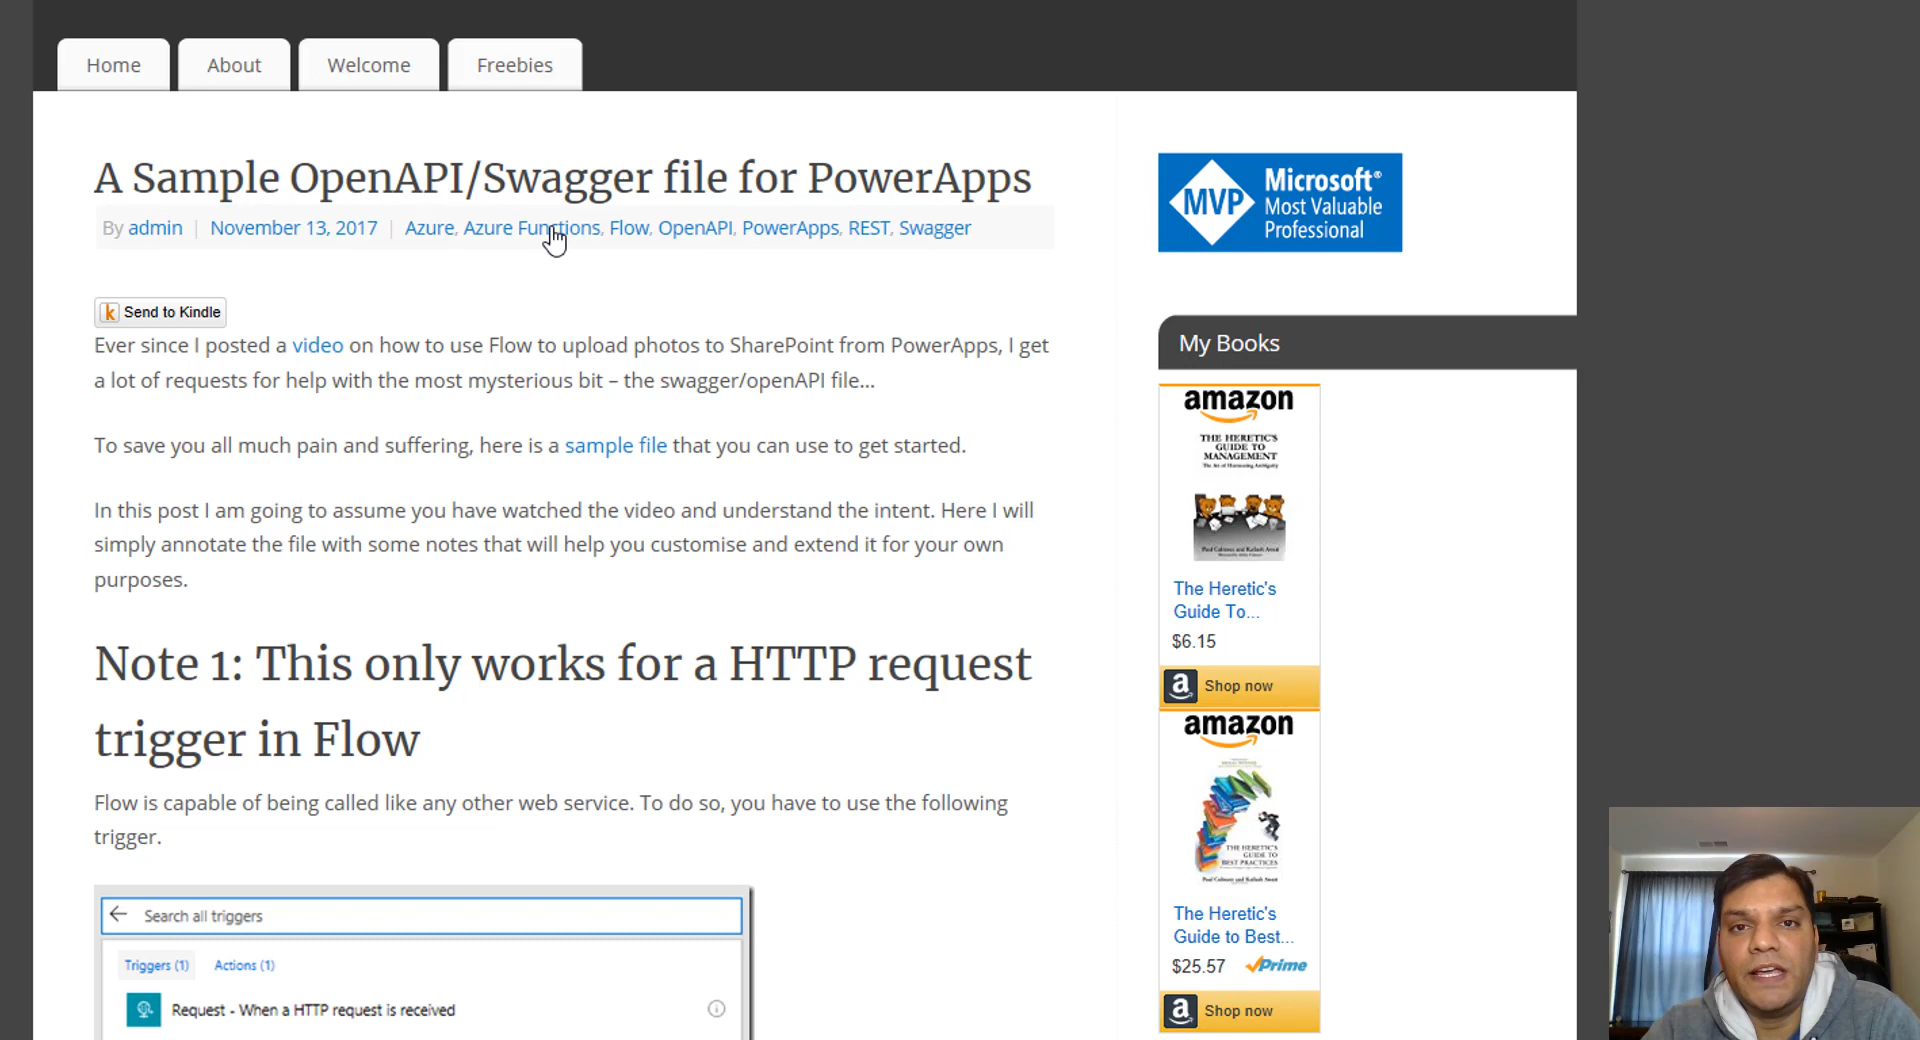 Home
About
Welcome
Freebies
A Sample OpenAPI/Swagger file for PowerApps
By admin | November 13, 2017 | Azure, Azure Functions, Flow, OpenAPI, PowerApps, REST, Swagger
k Send to Kindle
Ever since I posted a video on how to use Flow to upload photos to SharePoint from PowerApps, I get
a lot of requests for help with the most mysterious bit – the swagger/openAPI file...
To save you all much pain and suffering, here is a sample file that you can use to get started.
In this post I am going to assume you have watched the video and understand the intent. Here I will
simply annotate the file with some notes that will help you customise and extend it for your own
purposes.
Note 1: This only works for a HTTP request
trigger in Flow
Flow is capable of being called like any other web service. To do so, you have to use the following
trigger.
Search all triggers
Triggers (1) Actions (1)
Request - When a HTTP request is received
MVP
Microsoft®
Most Valuable
Professional
My Books
amazon
THE HERETIC'S
GUIDE TO
MANAGEMENT
The Art of Harnessing Ambiguity
Paul Culmsee and Kailash Awati
The Heretic's
Guide To...
$6.15
a Shop now
amazon
THE HERETIC'S
GUIDE TO
BEST PRACTICES
Paul Culmsee and Kailash Awati
The Heretic's
Guide to Best...
$25.57 Prime
a Shop now